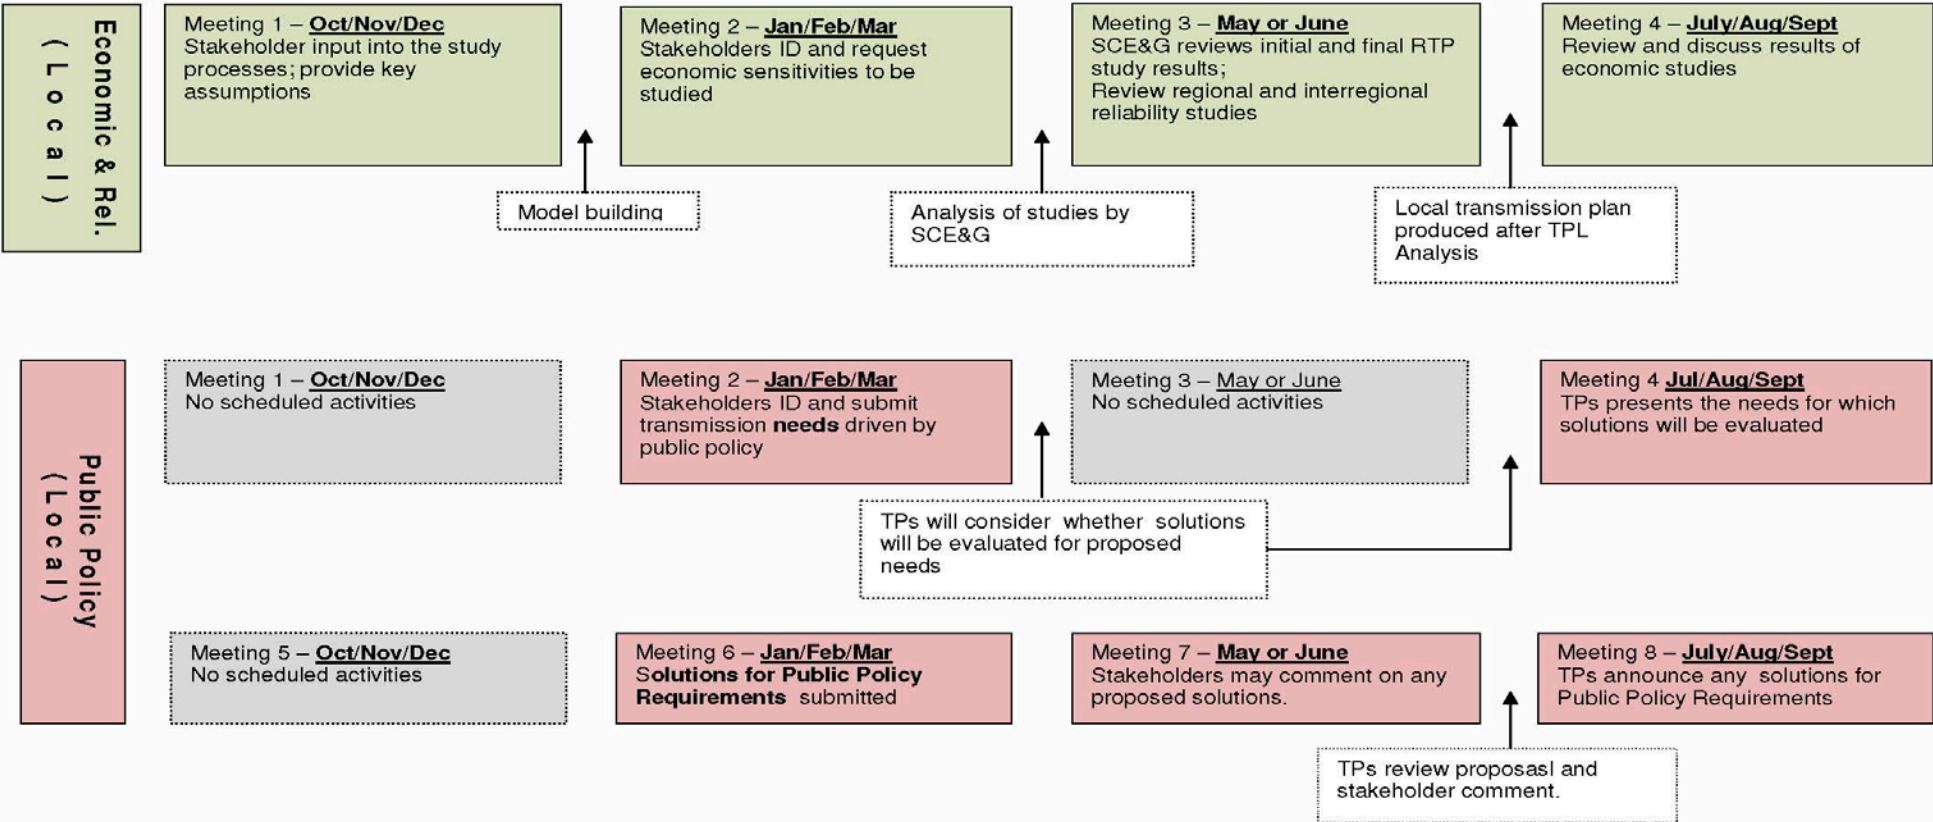 Economic & Rel.
(Local)
Meeting 1 – Oct/Nov/Dec
Stakeholder input into the study
processes; provide key
assumptions
Meeting 2 – Jan/Feb/Mar
Stakeholders ID and request
economic sensitivities to be
studied
Meeting 3 – May or June
SCE&G reviews initial and final RTP
study results;
Review regional and interregional
reliability studies
Meeting 4 – July/Aug/Sept
Review and discuss results of
economic studies
Model building
Analysis of studies by
SCE&G
Local transmission plan
produced after TPL
Analysis
Public Policy
(Local)
Meeting 1 – Oct/Nov/Dec
No scheduled activities
Meeting 2 – Jan/Feb/Mar
Stakeholders ID and submit
transmission needs driven by
public policy
Meeting 3 – May or June
No scheduled activities
Meeting 4 Jul/Aug/Sept
TPs presents the needs for which
solutions will be evaluated
TPs will consider whether solutions
will be evaluated for proposed
needs
Meeting 5 – Oct/Nov/Dec
No scheduled activities
Meeting 6 – Jan/Feb/Mar
Solutions for Public Policy
Requirements submitted
Meeting 7 – May or June
Stakeholders may comment on any
proposed solutions.
Meeting 8 – July/Aug/Sept
TPs announce any solutions for
Public Policy Requirements
TPs review proposasl and
stakeholder comment.